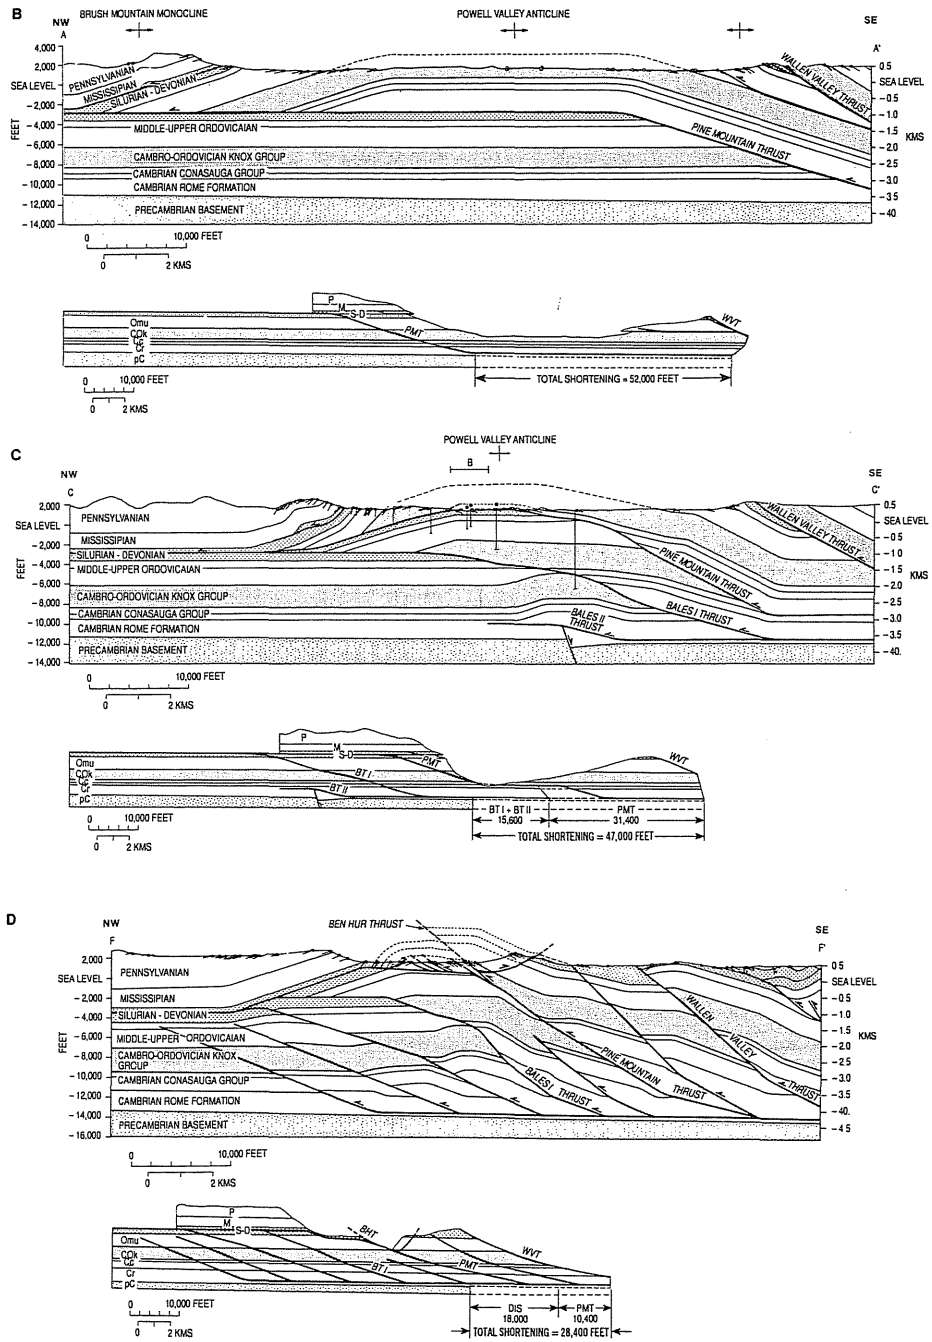 B
BRUSH MOUNTAIN MONOCLINE
POWELL VALLEY ANTICLINE
NW
SE
A
A'
4,000
2,000
SEA LEVEL
-2,000
-4,000
-6,000
-8,000
-10,000
-12,000
-14,000
FEET
PENNSYLVANIAN
MISSISSIPIAN
SILURIAN - DEVONIAN
MIDDLE-UPPER ORDOVICAIAN
CAMBRO-ORDOVICIAN KNOX GROUP
CAMBRIAN CONASAUGA GROUP
CAMBRIAN ROME FORMATION
PRECAMBRIAN BASEMENT
WALLEN VALLEY THRUST
PINE MOUNTAIN THRUST
0.5
SEA LEVEL
-0.5
-1.0
-1.5
-2.0
-2.5
-3.0
-3.5
-40.
KMS
0 10,000 FEET
0 2 KMS
P
M
S-D
Omu
COk
Cc
Cr
pC
PMT
WVT
TOTAL SHORTENING = 52,000 FEET
0 10,000 FEET
0 2 KMS
C
POWELL VALLEY ANTICLINE
B
NW
SE
C
C'
2,000
SEA LEVEL
-2,000
-4,000
-6,000
-8,000
-10,000
-12,000
-14,000
FEET
PENNSYLVANIAN
MISSISSIPIAN
SILURIAN - DEVONIAN
MIDDLE-UPPER ORDOVICAIAN
CAMBRO-ORDOVICIAN KNOX GROUP
CAMBRIAN CONASAUGA GROUP
CAMBRIAN ROME FORMATION
PRECAMBRIAN BASEMENT
WALLEN VALLEY THRUST
PINE MOUNTAIN THRUST
BALES I THRUST
BALES II THRUST
0.5
SEA LEVEL
-0.5
-1.0
-1.5
-2.0
-2.5
-3.0
-3.5
-40.
KMS
0 10,000 FEET
0 2 KMS
P
M
S-D
Omu
COk
Cc
Cr
pC
BT I
BT II
PMT
WVT
BT I + BT II PMT
15,600 31,400
TOTAL SHORTENING = 47,000 FEET
0 10,000 FEET
0 2 KMS
D
NW
BEN HUR THRUST
SE
F
F'
2,000
SEA LEVEL
-2,000
-4,000
-6,000
-8,000
-10,000
-12,000
-14,000
-16,000
FEET
PENNSYLVANIAN
MISSISSIPIAN
SILURIAN - DEVONIAN
MIDDLE-UPPER ORDOVICAIAN
CAMBRO-ORDOVICIAN KNOX
GROUP
CAMBRIAN CONASAUGA GROUP
CAMBRIAN ROME FORMATION
PRECAMBRIAN BASEMENT
BALES I THRUST
PINE MOUNTAIN THRUST
WALLEN VALLEY THRUST
0.5
SEA LEVEL
-0.5
-1.0
-1.5
-2.0
-2.5
-3.0
-3.5
-40.
-4 5
KMS
0 10,000 FEET
0 2 KMS
P
M
S-D
Omu
COk
Cc
Cr
pC
BHT
BT I
PMT
WVT
DIS PMT
18,000 10,400
TOTAL SHORTENING = 28,400 FEET
0 10,000 FEET
0 2 KMS